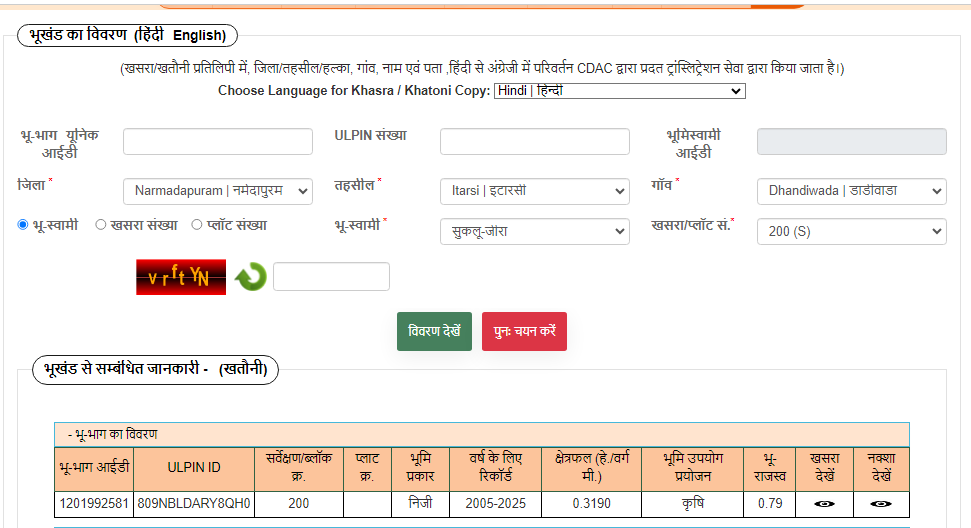 भूखंड का विवरण (हिंदी English)
(खसरा/खतौनी प्रतिलिपी में, जिला/तहसील/हल्का, गांव, नाम एवं पता ,हिंदी से अंग्रेजी में परिवर्तन CDAC द्वारा प्रदत ट्रांस्लिट्रेशन सेवा द्वारा किया जाता है।)
Choose Language for Khasra / Khatoni Copy: Hindi | हिन्दी
भू-भाग यूनिक आईडी ULPIN संख्या भूमिस्वामी आईडी
जिला * Narmadapuram | नर्मदापुरम तहसील * Itarsi | इटारसी गाँव * Dhandiwada | डाडीवाडा
भू-स्वामी खसरा संख्या प्लॉट संख्या भू-स्वामी * सुकलू-जीरा खसरा/प्लॉट सं.* 200 (S)
vrftYN
विवरण देखें पुनः चयन करें
भूखंड से सम्बंधित जानकारी - (खतौनी)
- भू-भाग का विवरण
भू-भाग आईडी ULPIN ID सर्वेक्षण/ब्लॉक क्र. प्लाट क्र. भूमि प्रकार वर्ष के लिए रिकॉर्ड क्षेत्रफल (हे./वर्ग मी.) भूमि उपयोग प्रयोजन भू-राजस्व खसरा देखें नक्शा देखें
1201992581 809NBLDARY8QH0 200 निजी 2005-2025 0.3190 कृषि 0.79